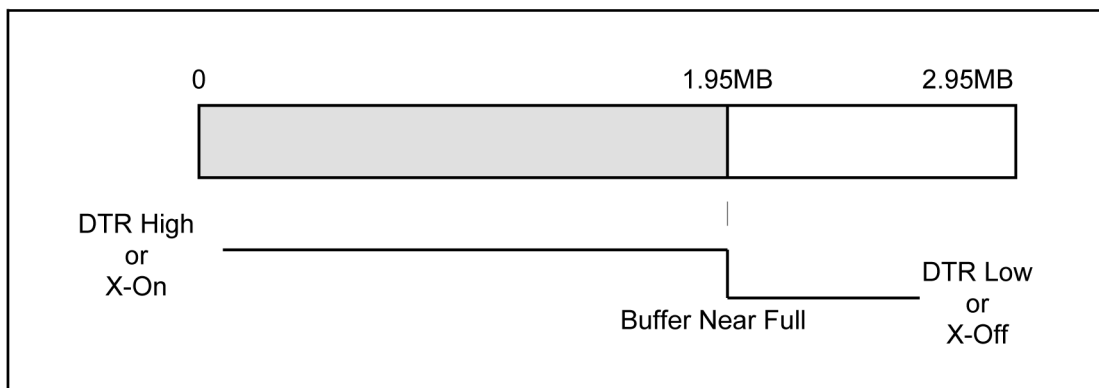 0 1.95MB 2.95MB
DTR High
or
X-On
Buffer Near Full
DTR Low
or
X-Off